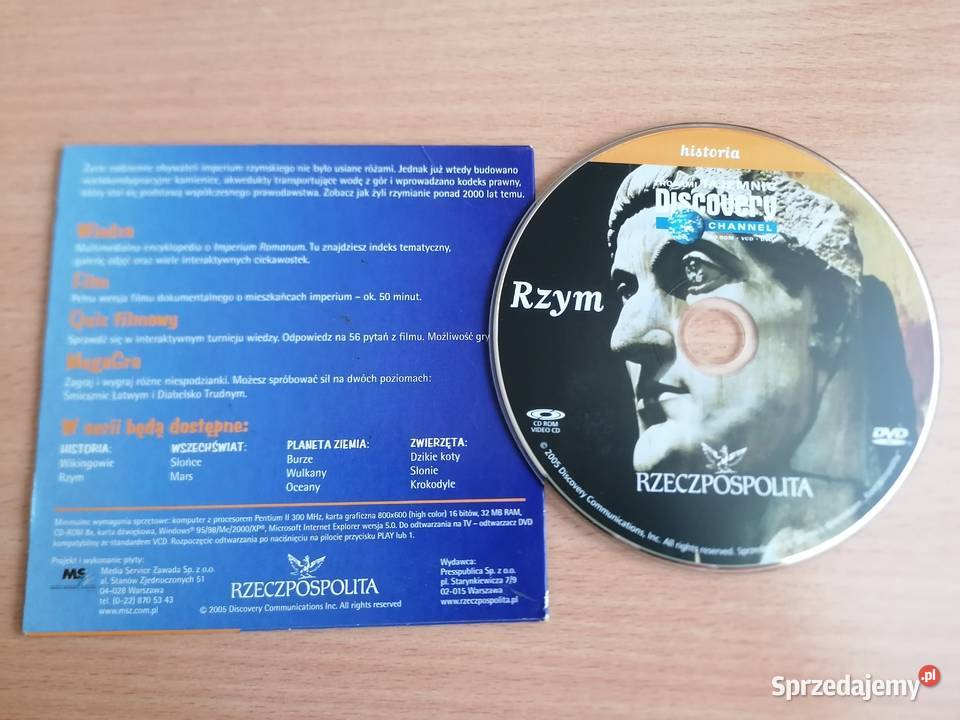 Życie codzienne obywateli imperium rzymskiego nie było usłane różami. Jednak już wtedy budowano
wielokondygnacyjne kamienice, akwedukty transportujące wodę z gór i wprowadzano kodeks prawny,
który stał się podstawą współczesnego prawodawstwa. Zobacz jak żyli rzymianie ponad 2000 lat temu.
Wiedza
Multimedialna encyklopedia o Imperium Romanum. Tu znajdziesz indeks tematyczny,
galerię zdjęć oraz wiele interaktywnych ciekawostek.
Film
Pełna wersja filmu dokumentalnego o mieszkańcach imperium – ok. 50 minut.
Quiz filmowy
Sprawdź się w interaktywnym turnieju wiedzy. Odpowiedz na 56 pytań z filmu. Możliwość gry
MegaGra
Zagraj i wygraj różne niespodzianki. Możesz spróbować sił na dwóch poziomach:
Śmiesznie Łatwym i Diabelsko Trudnym.
W serii będą dostępne:
HISTORIA:
Wikingowie
Rzym
WSZECHŚWIAT:
Słońce
Mars
PLANETA ZIEMIA:
Burze
Wulkany
Oceany
ZWIERZĘTA:
Dzikie koty
Słonie
Krokodyle
Minimalne wymagania sprzętowe: komputer z procesorem Pentium II 300 MHz, karta graficzna 800x600 (high color) 16 bitów, 32 MB RAM,
CD-ROM 8x, karta dźwiękowa, Windows® 95/98/Me/2000/XP®, Microsoft Internet Explorer wersja 5.0. Do odtwarzania na TV – odtwarzacz DVD
kompatybilny ze standardem VCD. Rozpoczęcie odtwarzania po naciśnięciu na pilocie przycisku PLAY lub 1.
Projekt i wykonanie płyty:
MS
Media Service Zawada Sp. z o.o.
al. Stanów Zjednoczonych 51
04-028 Warszawa
tel. (0-22) 870 53 43
www.msz.com.pl
RZECZPOSPOLITA
© 2005 Discovery Communications Inc. All rights reserved
Wydawca:
Presspublica Sp. z o.o.
pl. Starynkiewicza 7/9
02-015 Warszawa
www.rzeczpospolita.pl
historia
TAJEMNIC
Discovery
CHANNEL
Rzym
CD ROM
VIDEO CD
DVD
RZECZPOSPOLITA
© 2005 Discovery Communications, Inc. All rights reserved.
Sprzedajemy.pl